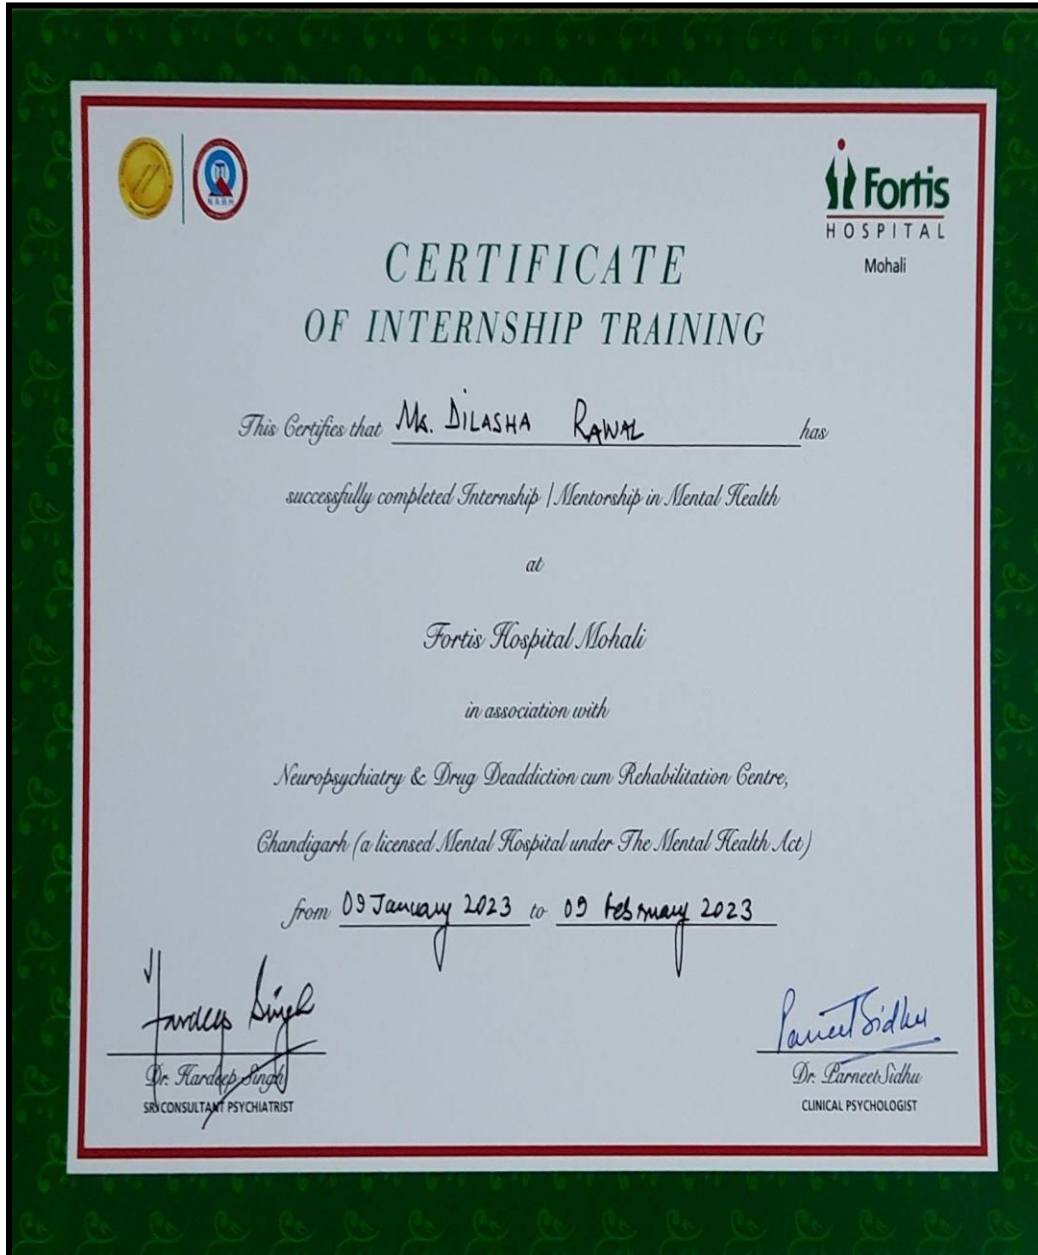 N.A.B.H
Fortis
HOSPITAL
Mohali
CERTIFICATE
OF INTERNSHIP TRAINING
This Certifies that Ms. DILASHA RAWAL has
successfully completed Internship | Mentorship in Mental Health
at
Fortis Hospital Mohali
in association with
Neuropsychiatry & Drug Deaddiction cum Rehabilitation Centre,
Chandigarh (a licensed Mental Hospital under The Mental Health Act)
from 09 January 2023 to 09 February 2023
Hardeep Singh
Dr. Hardeep Singh
SR. CONSULTANT PSYCHIATRIST
Parneet Sidhu
Dr. Parneet Sidhu
CLINICAL PSYCHOLOGIST